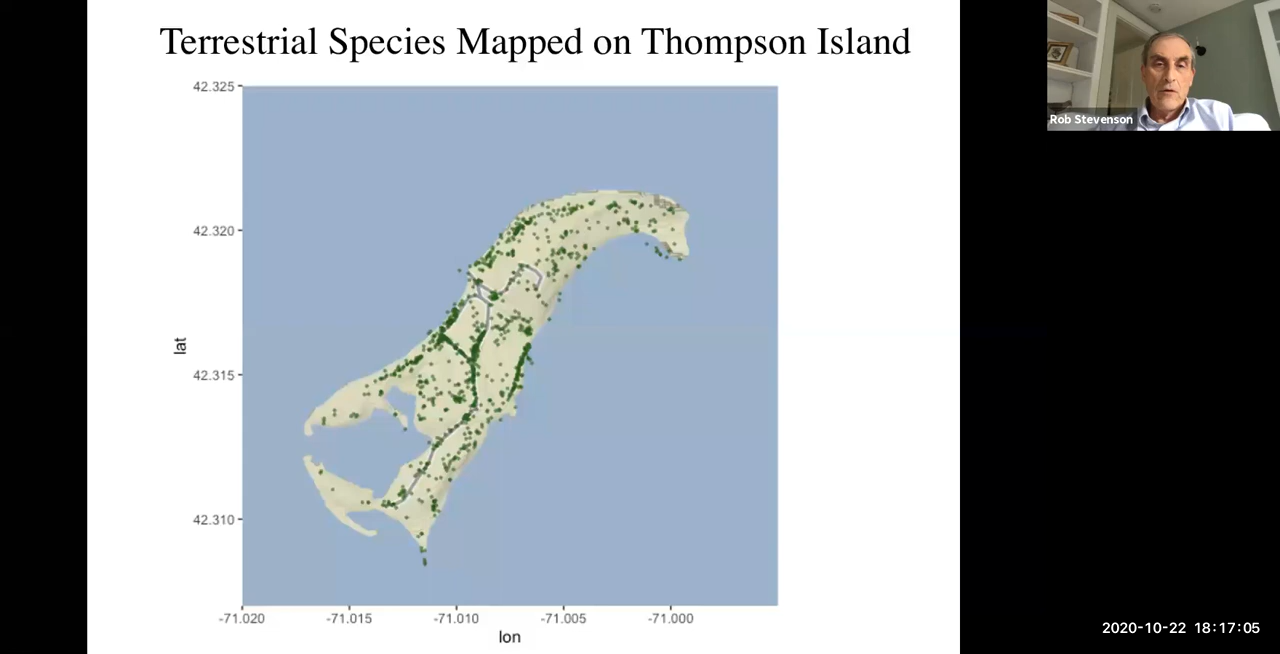 Terrestrial Species Mapped on Thompson Island
Rob Stevenson
42.325
42.320
42.315
42.310
lat
-71.020 -71.015 -71.010 -71.005 -71.000
lon
2020-10-22 18:17:05